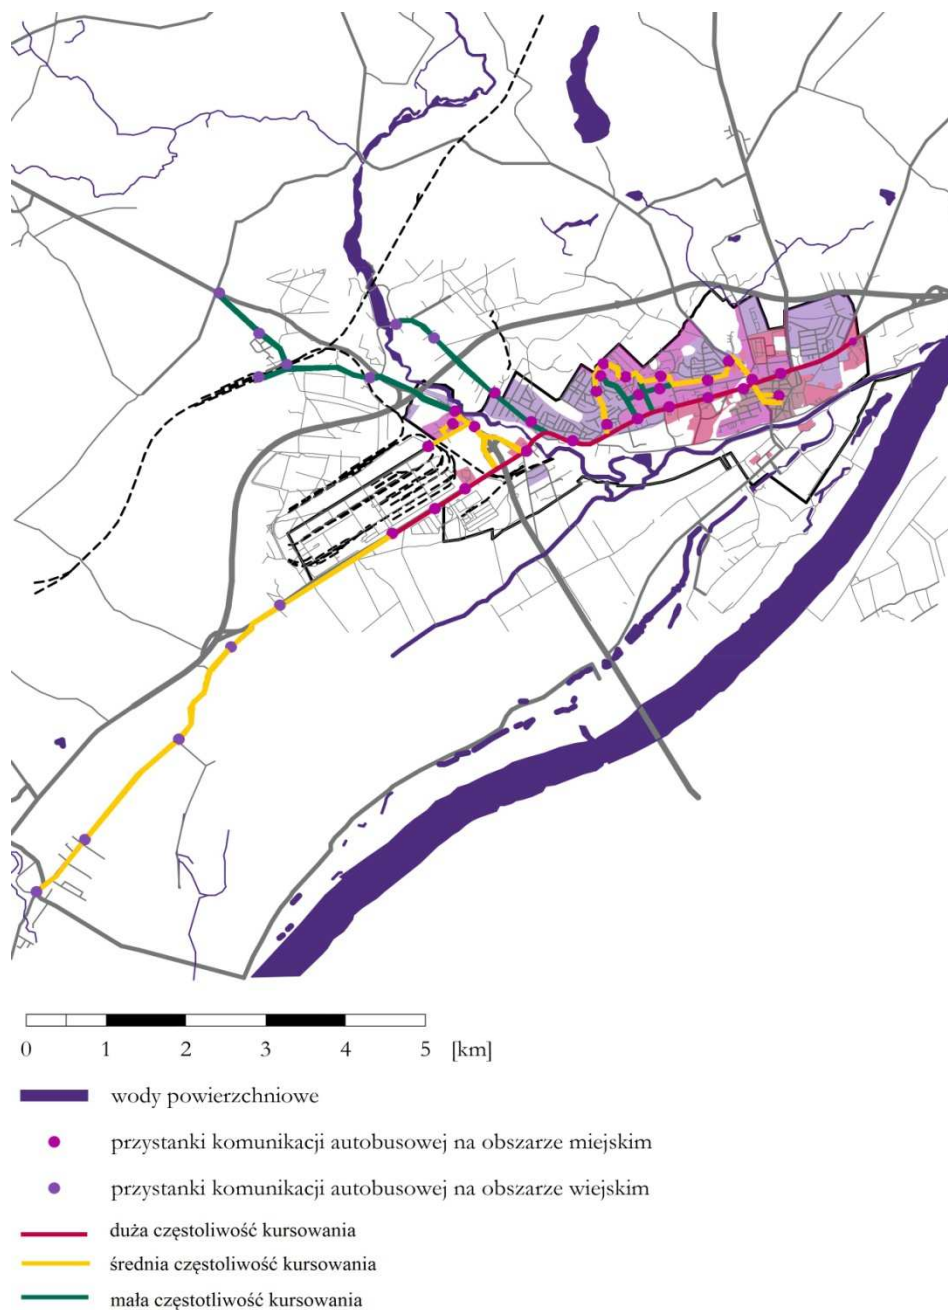 0 1 2 3 4 5 [km]
wody powierzchniowe
przystanki komunikacji autobusowej na obszarze miejskim
przystanki komunikacji autobusowej na obszarze wiejskim
duża częstoliwość kursowania
średnia częstoliwość kursowania
mała częstotliwość kursowania